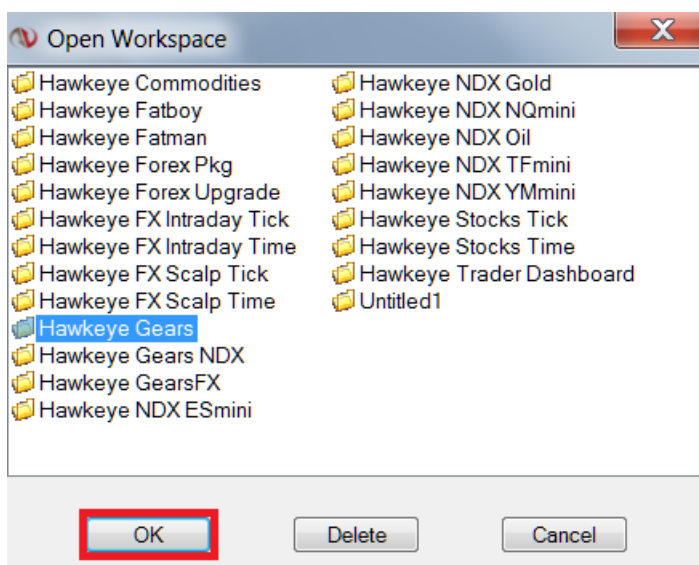 Open Workspace
Hawkeye Commodities
Hawkeye Fatboy
Hawkeye Fatman
Hawkeye Forex Pkg
Hawkeye Forex Upgrade
Hawkeye FX Intraday Tick
Hawkeye FX Intraday Time
Hawkeye FX Scalp Tick
Hawkeye FX Scalp Time
Hawkeye Gears
Hawkeye Gears NDX
Hawkeye GearsFX
Hawkeye NDX ESmini
Hawkeye NDX Gold
Hawkeye NDX NQmini
Hawkeye NDX Oil
Hawkeye NDX TFmini
Hawkeye NDX YMmini
Hawkeye Stocks Tick
Hawkeye Stocks Time
Hawkeye Trader Dashboard
Untitled1
OK
Delete
Cancel